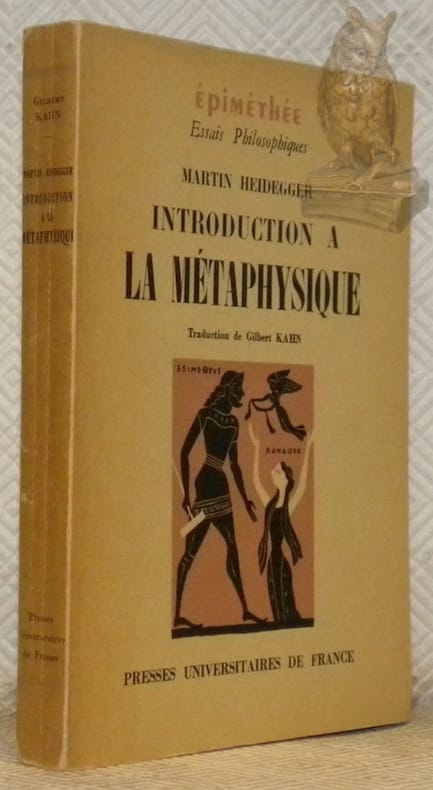 Gilbert
KAHN
MARTIN HEIDEGGER
INTRODUCTION
A LA
MÉTAPHYSIQUE
Presses
Universitaires
de France
épiméthée
Essais Philosophiques
MARTIN HEIDEGGER
INTRODUCTION A
LA MÉTAPHYSIQUE
Traduction de Gilbert KAHN
PRESSES UNIVERSITAIRES DE FRANCE